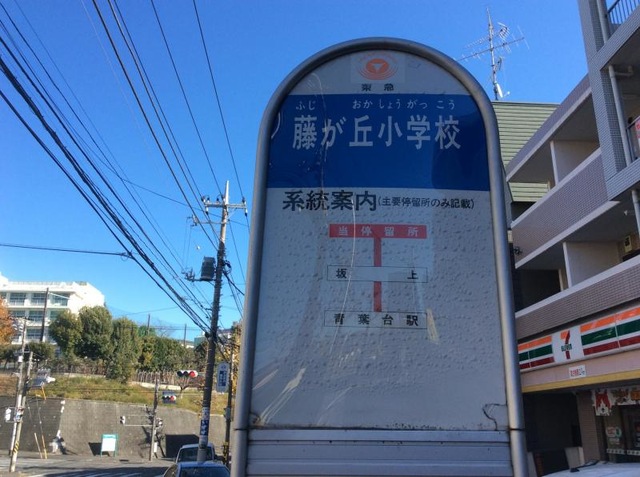 東急
ふじ おか しょう がっ こう
藤が丘小学校
系統案内(主要停留所のみ記載)
当停留所
坂上
青葉台駅
7
ELEVEN